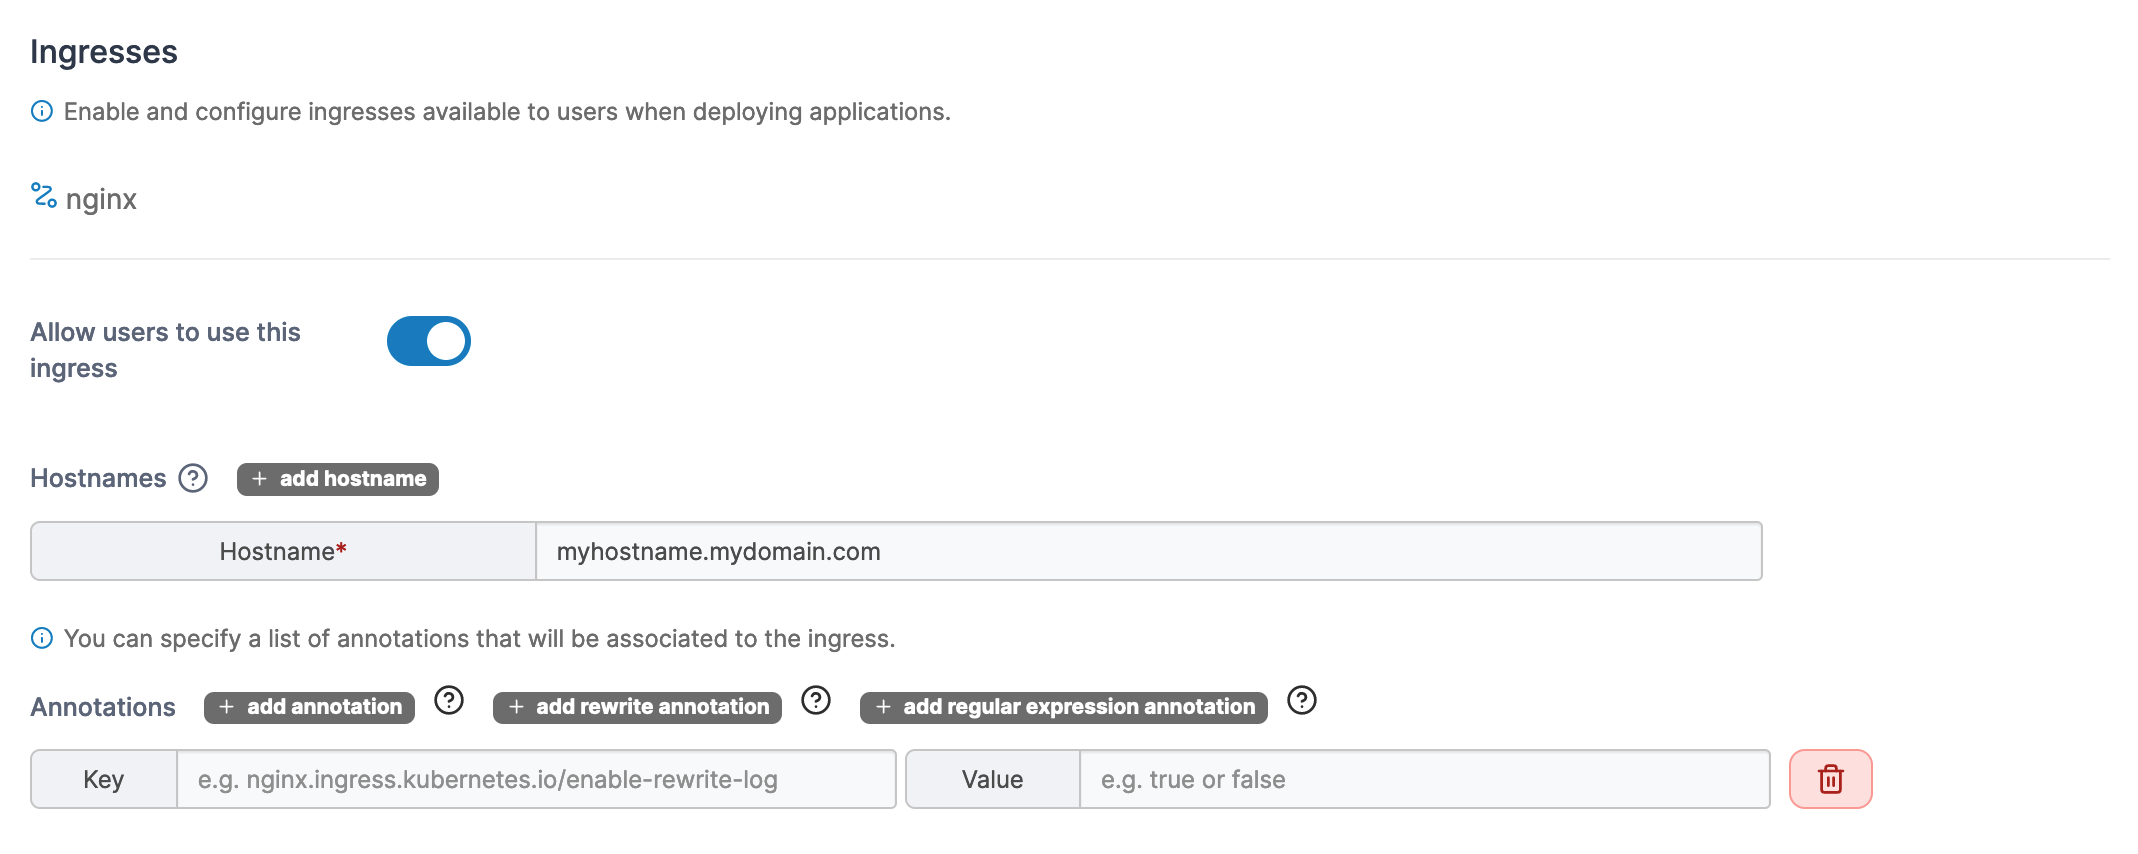 Ingresses
Enable and configure ingresses available to users when deploying applications.
nginx
Allow users to use this
ingress
Hostnames ? + add hostname
Hostname* myhostname.mydomain.com
You can specify a list of annotations that will be associated to the ingress.
Annotations + add annotation ? + add rewrite annotation ? + add regular expression annotation ?
Key e.g. nginx.ingress.kubernetes.io/enable-rewrite-log Value e.g. true or false